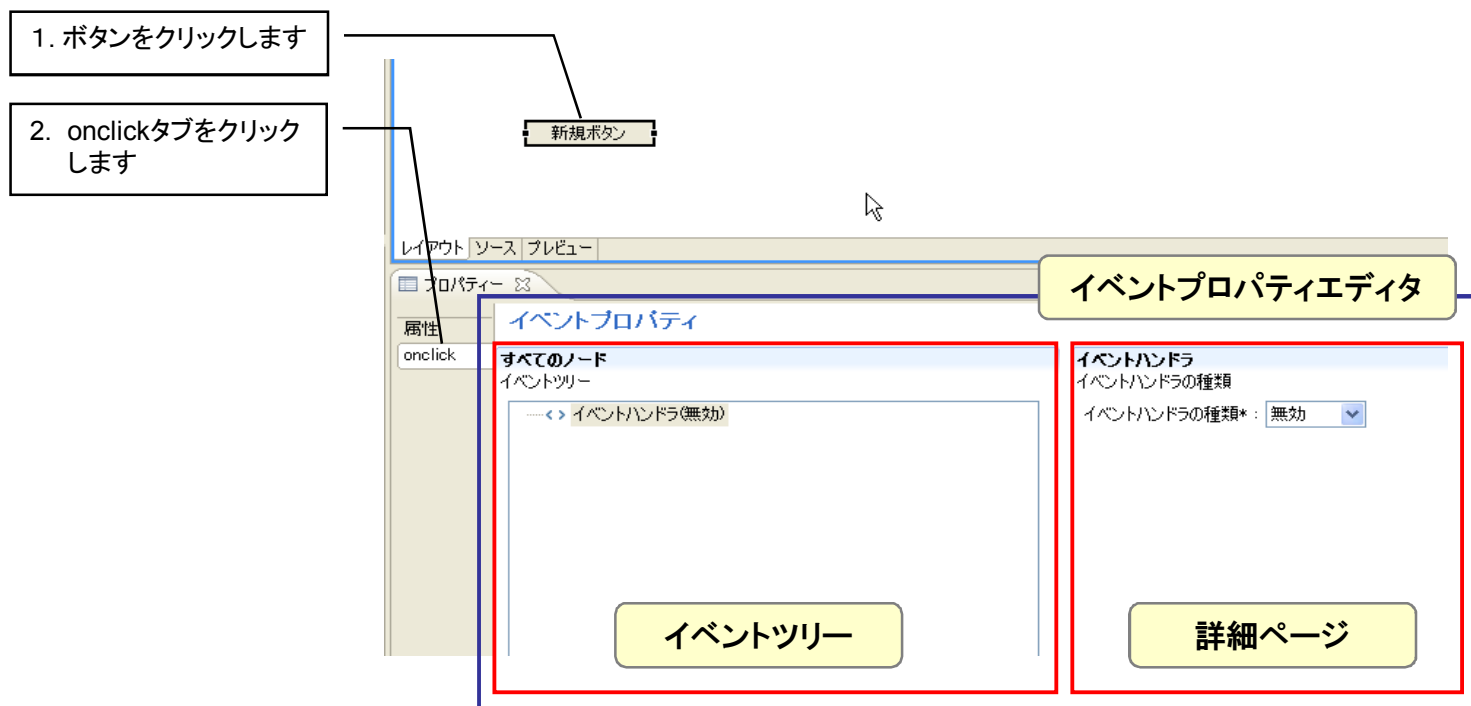 1. ボタンをクリックします
2. onclickタブをクリック
します
新規ボタン
レイアウト ソース プレビュー
プロパティー
イベントプロパティエディタ
属性
イベントプロパティ
onclick
すべてのノード
イベントツリー
イベントハンドラ(無効)
イベントハンドラ
イベントハンドラの種類
イベントハンドラの種類* : 無効
イベントツリー
詳細ページ